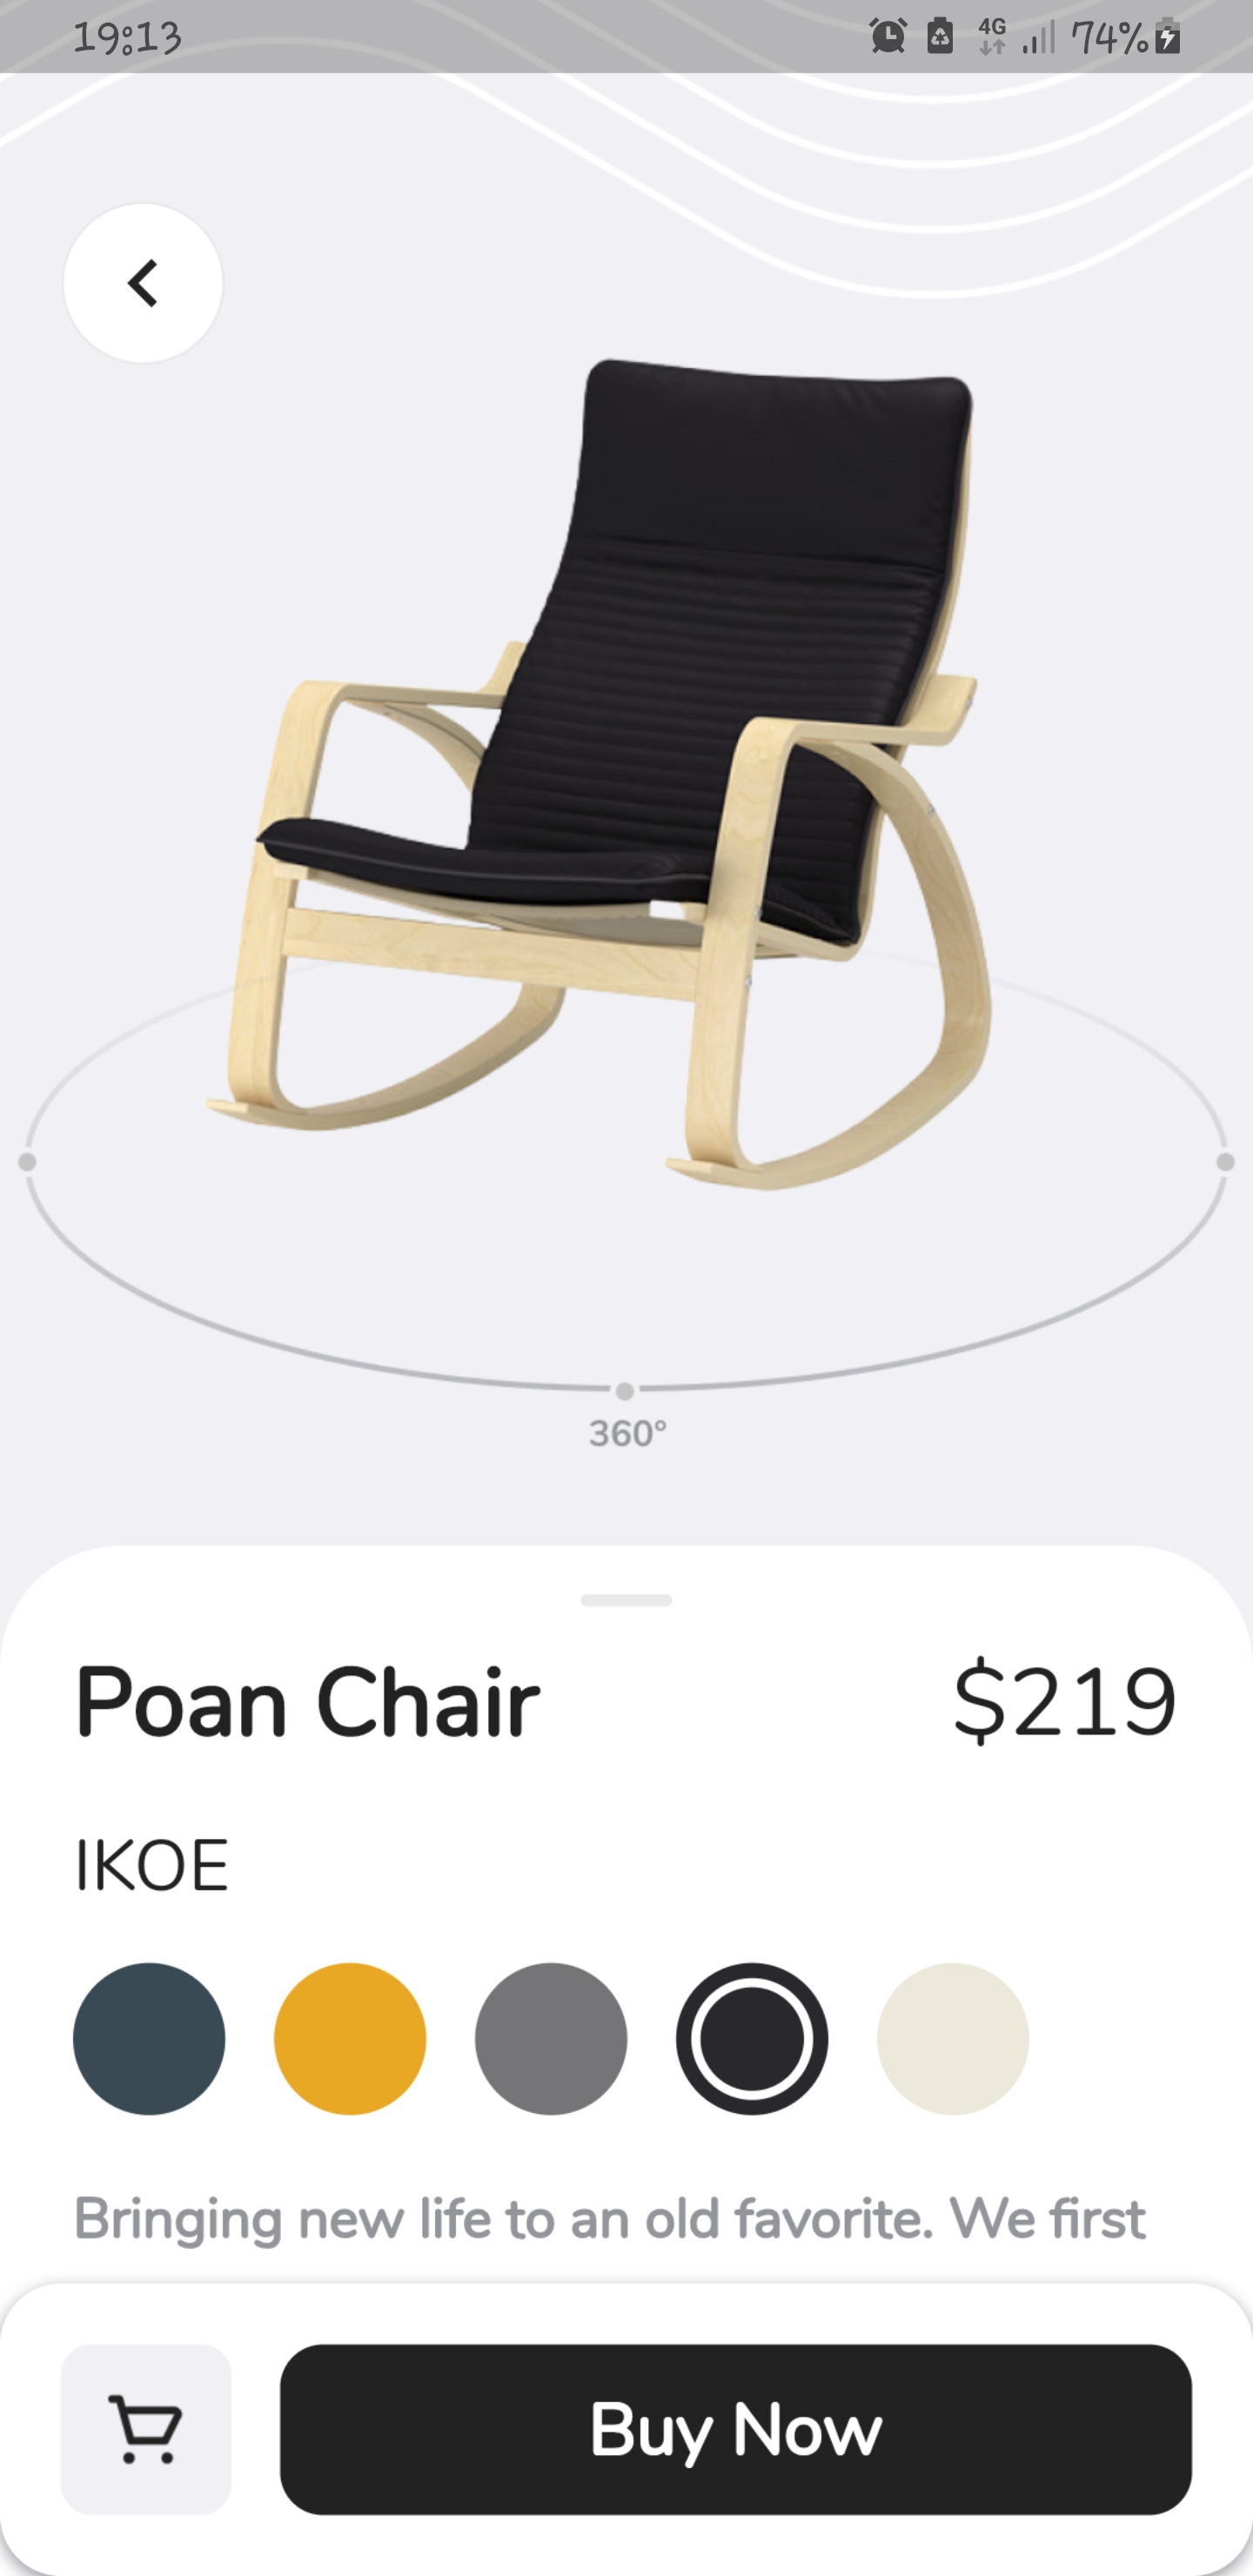 19:13
4G
74%
360°
Poan Chair
$219
IKOE
Bringing new life to an old favorite. We first
Buy Now